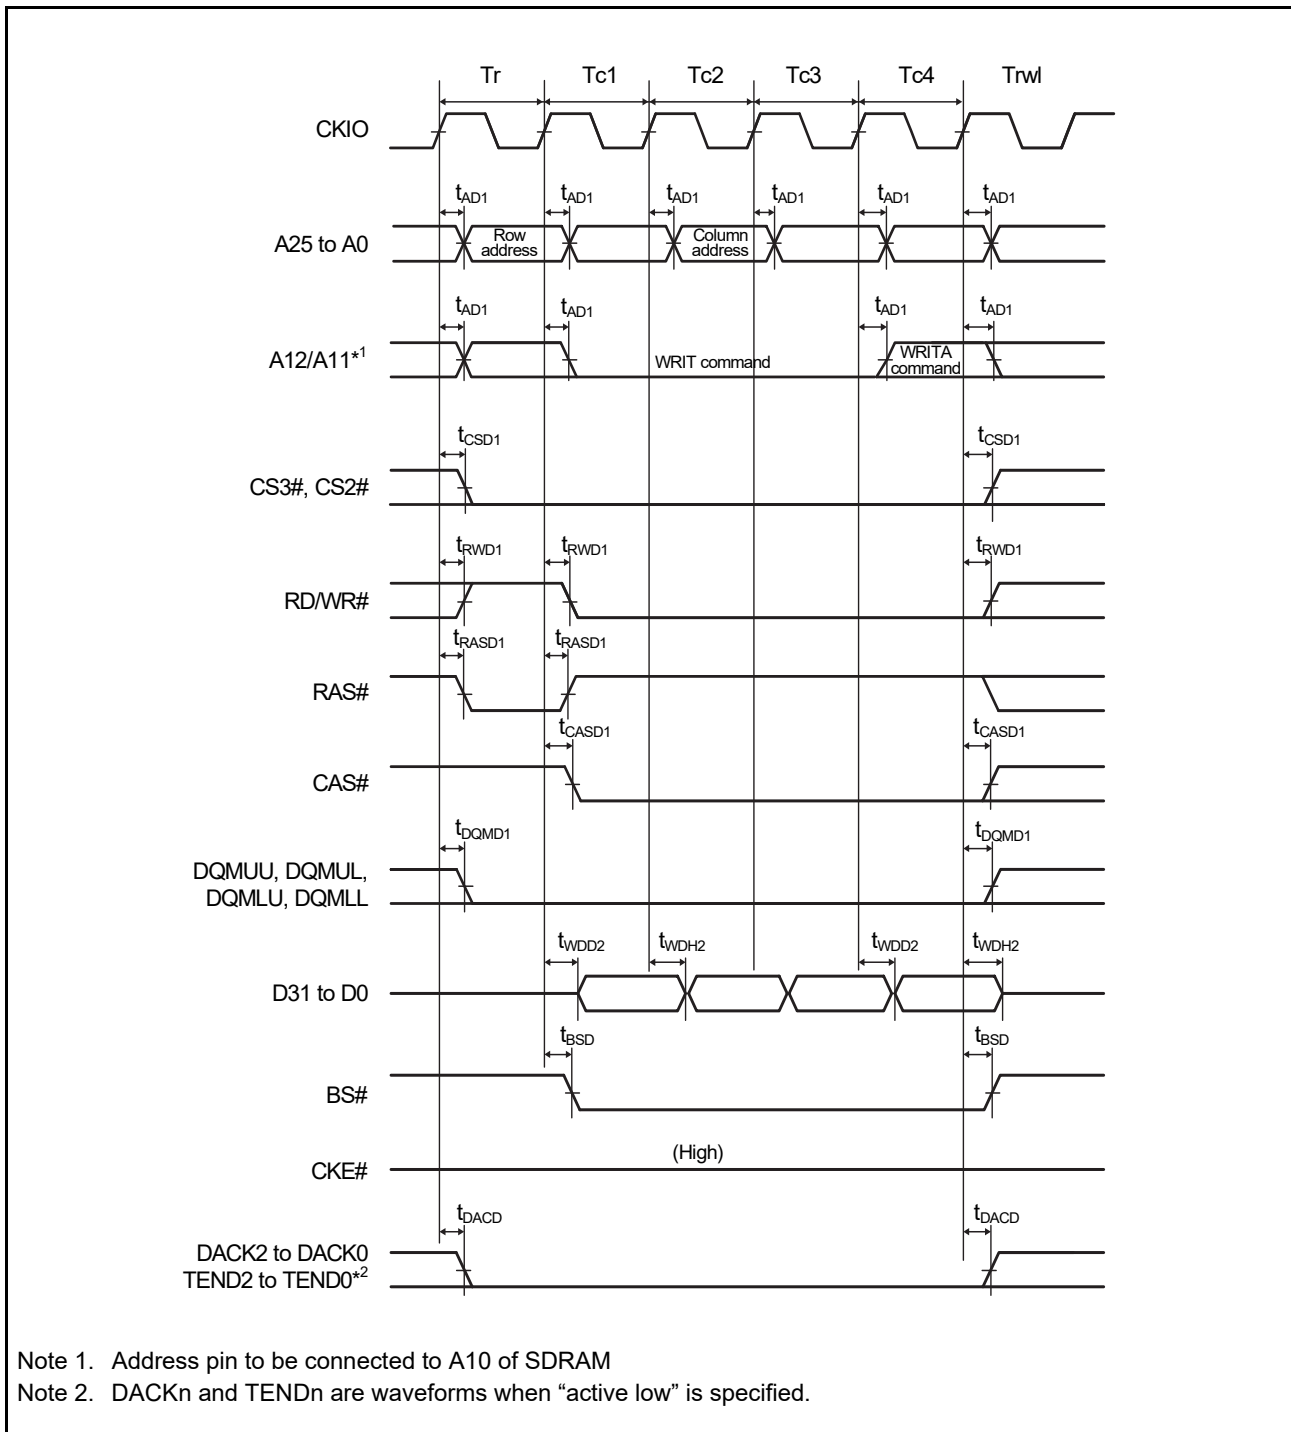 Tr Tc1 Tc2 Tc3 Tc4 Trwl
CKIO
tAD1 tAD1 tAD1 tAD1 tAD1 tAD1
A25 to A0
Row
address
Column
address
tAD1 tAD1 tAD1 tAD1
A12/A11*1
WRIT command
WRITA
command
tCSD1 tCSD1
CS3#, CS2#
tRWD1 tRWD1 tRWD1
RD/WR#
tRASD1 tRASD1
RAS#
tCASD1 tCASD1
CAS#
tDQMD1 tDQMD1
DQMUU, DQMUL,
DQMLU, DQMLL
tWDD2 tWDH2 tWDD2 tWDH2
D31 to D0
tBSD tBSD
BS#
(High)
CKE#
tDACD tDACD
DACK2 to DACK0
TEND2 to TEND0*2
Note 1. Address pin to be connected to A10 of SDRAM
Note 2. DACKn and TENDn are waveforms when “active low” is specified.